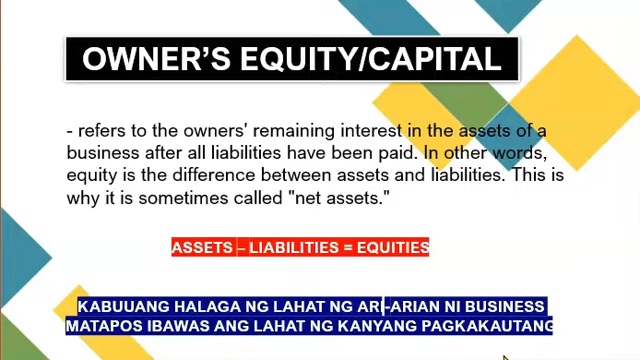 OWNER'S EQUITY/CAPITAL
- refers to the owners' remaining interest in the assets of a
business after all liabilities have been paid. In other words,
equity is the difference between assets and liabilities. This is
why it is sometimes called "net assets."
ASSETS – LIABILITIES = EQUITIES
KABUUANG HALAGA NG LAHAT NG ARI-ARIAN NI BUSINESS
MATAPOS IBAWAS ANG LAHAT NG KANYANG PAGKAKAUTANG